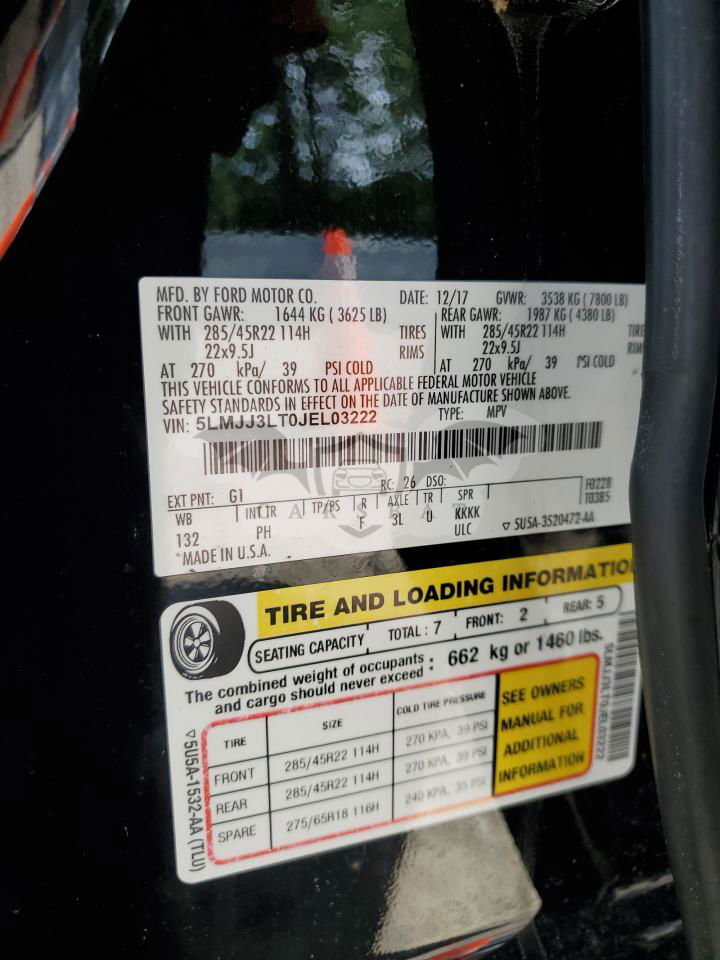 MFD. BY FORD MOTOR CO. DATE: 12/17 GVWR: 3538 KG ( 7800 LB)
FRONT GAWR: 1644 KG ( 3625 LB) REAR GAWR: 1987 KG ( 4380 LB)
WITH 285/45R22 114H TIRES WITH 285/45R22 114H
22x9.5J RIMS 22x9.5J
AT 270 kPa/ 39 PSI COLD AT 270 kPa/ 39 PSI COLD
THIS VEHICLE CONFORMS TO ALL APPLICABLE FEDERAL MOTOR VEHICLE
SAFETY STANDARDS IN EFFECT ON THE DATE OF MANUFACTURE SHOWN ABOVE.
VIN: 5LMJJ3LT0JEL03222 TYPE: MPV
EXT PNT: G1 RC: 26 DSO: F0228
T0385
WB INT TR TP/PS R AXLE TR SPR
132 PH F 3L U KKKK
ULC
▽ 5U5A-3520472-AA
MADE IN U.S.A.
TIRE AND LOADING INFORMATIO
SEATING CAPACITY TOTAL : 7 FRONT: 2 REAR: 5
The combined weight of occupants and cargo should never exceed : 662 kg or 1460 lbs.
TIRE SIZE COLD TIRE PRESSURE
FRONT 285/45R22 114H 270 KPA, 39 PSI
REAR 285/45R22 114H 270 KPA, 39 PSI
SPARE 275/65R18 116H 240 KPA, 35 PSI
SEE OWNERS
MANUAL FOR
ADDITIONAL
INFORMATION
▽5U5A-1532-AA (TLU)
5LMJJ3LT0JEL03222